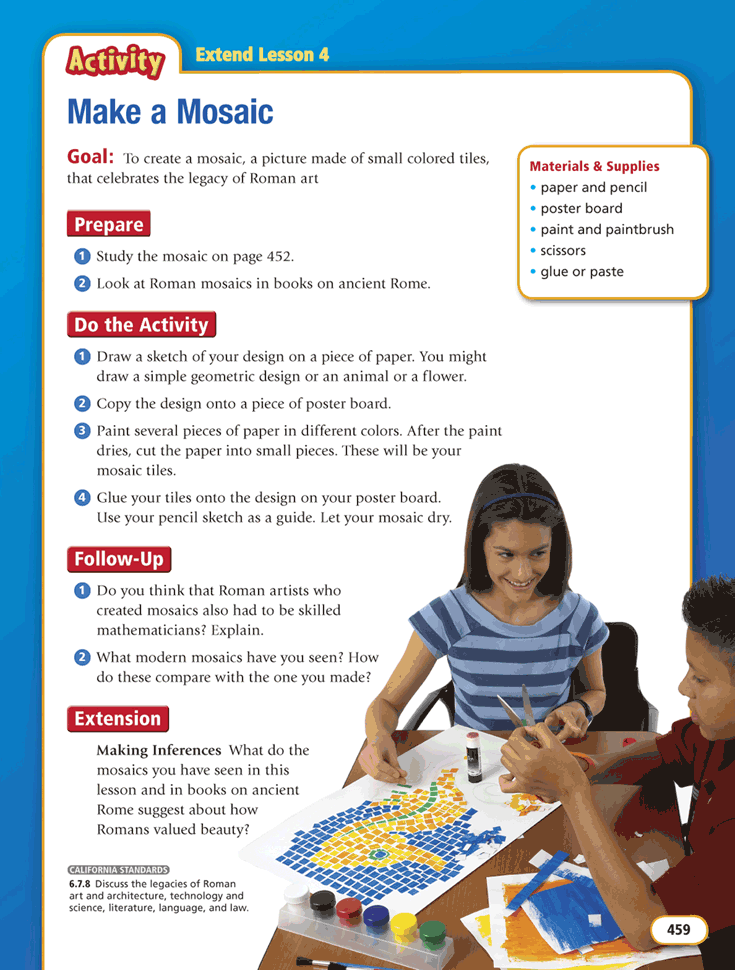 Activity
Extend Lesson 4
Make a Mosaic
Goal: To create a mosaic, a picture made of small colored tiles,
that celebrates the legacy of Roman art
Materials & Supplies
• paper and pencil
• poster board
• paint and paintbrush
• scissors
• glue or paste
Prepare
1 Study the mosaic on page 452.
2 Look at Roman mosaics in books on ancient Rome.
Do the Activity
1 Draw a sketch of your design on a piece of paper. You might
draw a simple geometric design or an animal or a flower.
2 Copy the design onto a piece of poster board.
3 Paint several pieces of paper in different colors. After the paint
dries, cut the paper into small pieces. These will be your
mosaic tiles.
4 Glue your tiles onto the design on your poster board.
Use your pencil sketch as a guide. Let your mosaic dry.
Follow-Up
1 Do you think that Roman artists who
created mosaics also had to be skilled
mathematicians? Explain.
2 What modern mosaics have you seen? How
do these compare with the one you made?
Extension
Making Inferences What do the
mosaics you have seen in this
lesson and in books on ancient
Rome suggest about how
Romans valued beauty?
CALIFORNIA STANDARDS
6.7.8 Discuss the legacies of Roman
art and architecture, technology and
science, literature, language, and law.
459